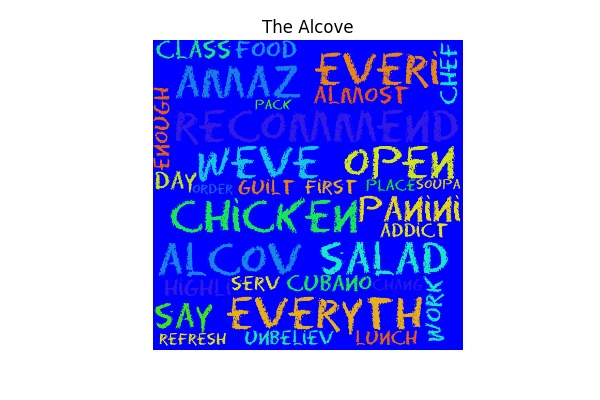 The Alcove
CLASS FOOD
AMAZ EVERI CHEF
PACK ALMOST
ENOUGH RECOMMEND
WEVE OPEN
DAY ORDER GUILT FIRST PLACE SOUPA
CHICKEN PANINI
ADDICT
ALCOV SALAD
HIGHLI SERV CUBANO CHANG WORK
SAY EVERYTH
REFRESH UNBELIEV LUNCH